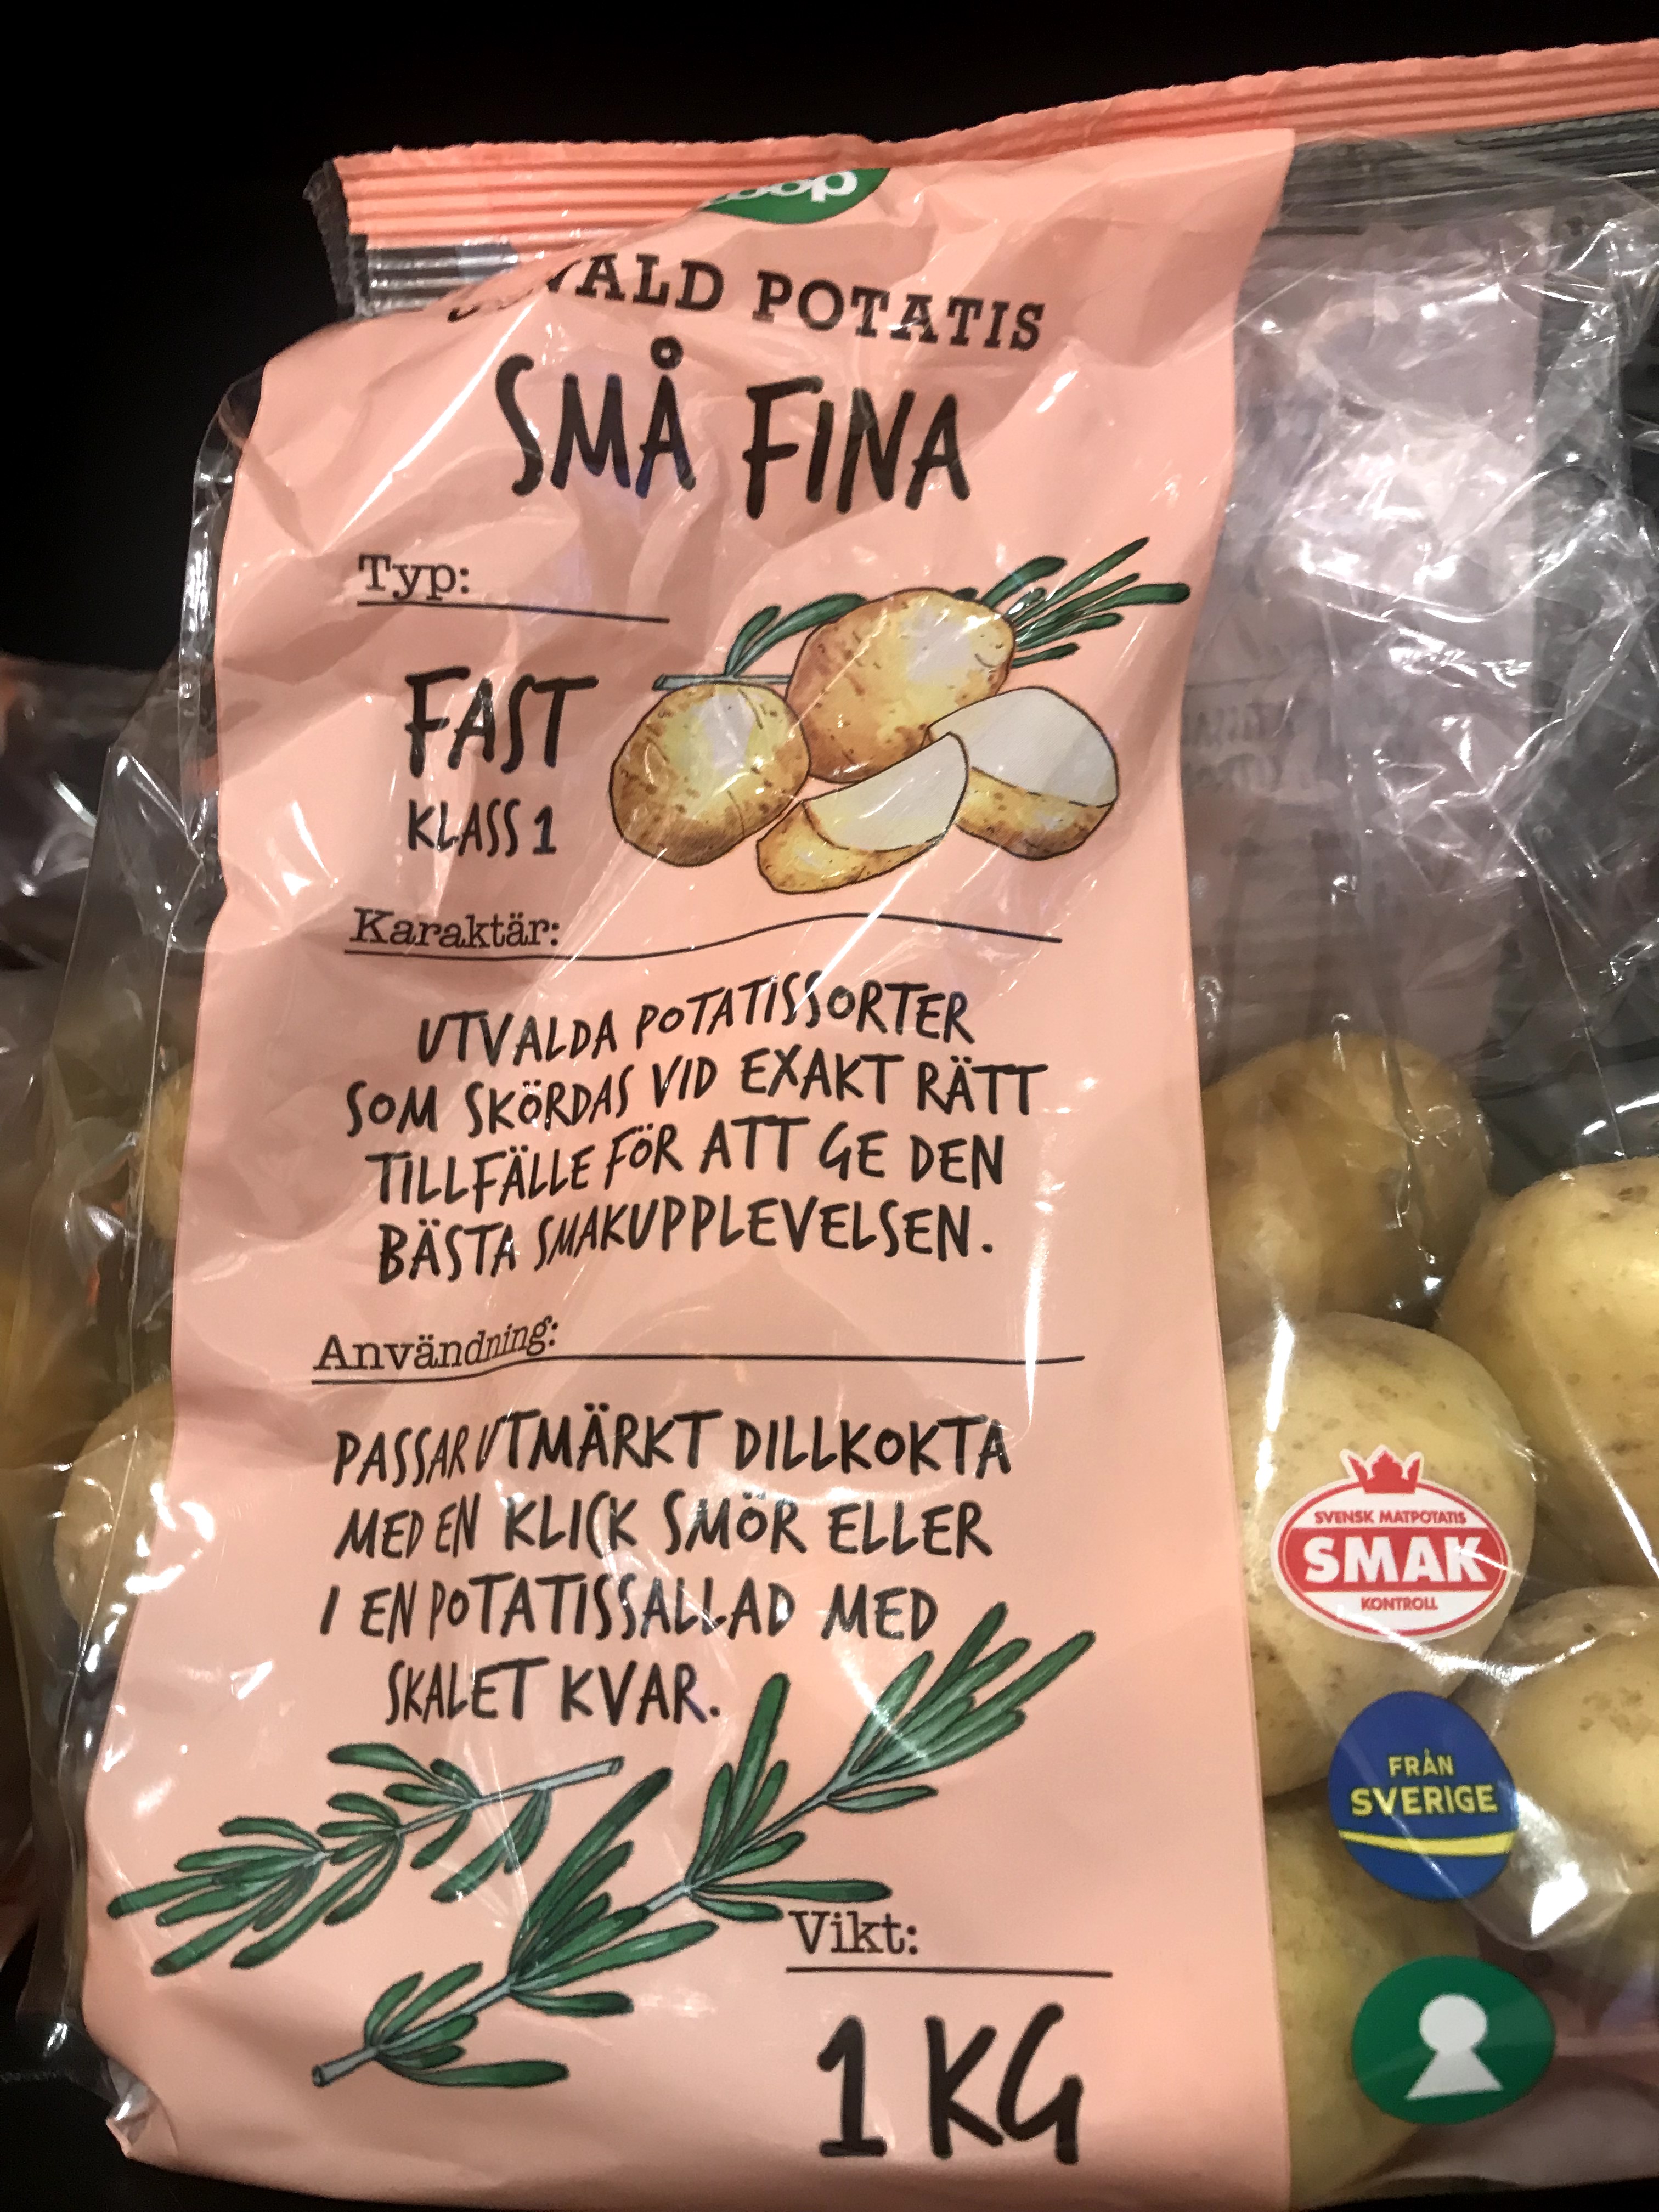 POTATIS
SMÅ FINA
Typ:
FAST
KLASS 1
Karaktär:
UTVALDA POTATISSORTER
SOM SKÖRDAS VID EXAKT RÄTT
TILLFÄLLE FÖR ATT GE DEN
BÄSTA SMAKUPPLEVELSEN.
Användning:
PASSAR UTMÄRKT DILLKOKTA
MED EN KLICK SMÖR ELLER
I EN POTATISSALLAD MED
SKALET KVAR.
Vikt:
1 KG
SVENSK MATPOTATIS
SMAK
KONTROLL
FRÅN
SVERIGE